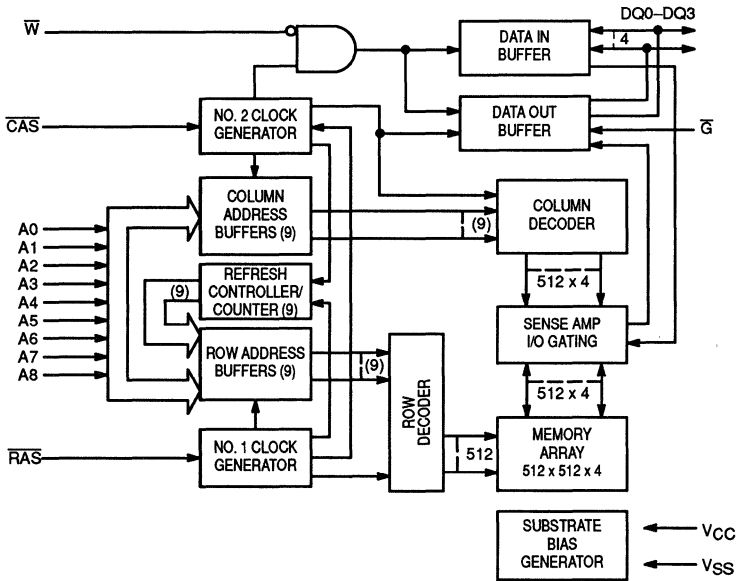 W̅
DATA IN
BUFFER
DQ0–DQ3
4
C̅A̅S̅
NO. 2 CLOCK
GENERATOR
DATA OUT
BUFFER
G̅
COLUMN
ADDRESS
BUFFERS (9)
(9)
COLUMN
DECODER
A0
A1
A2
A3
A4
A5
A6
A7
A8
(9)
REFRESH
CONTROLLER/
COUNTER (9)
512 x 4
SENSE AMP
I/O GATING
ROW ADDRESS
BUFFERS (9)
(9)
ROW
DECODER
512 x 4
R̅A̅S̅
NO. 1 CLOCK
GENERATOR
512
MEMORY
ARRAY
512 x 512 x 4
SUBSTRATE
BIAS
GENERATOR
VCC
VSS